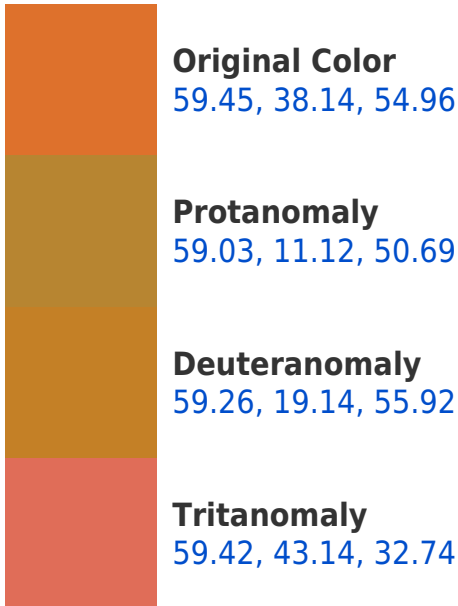 Original Color
59.45, 38.14, 54.96
Protanomaly
59.03, 11.12, 50.69
Deuteranomaly
59.26, 19.14, 55.92
Tritanomaly
59.42, 43.14, 32.74